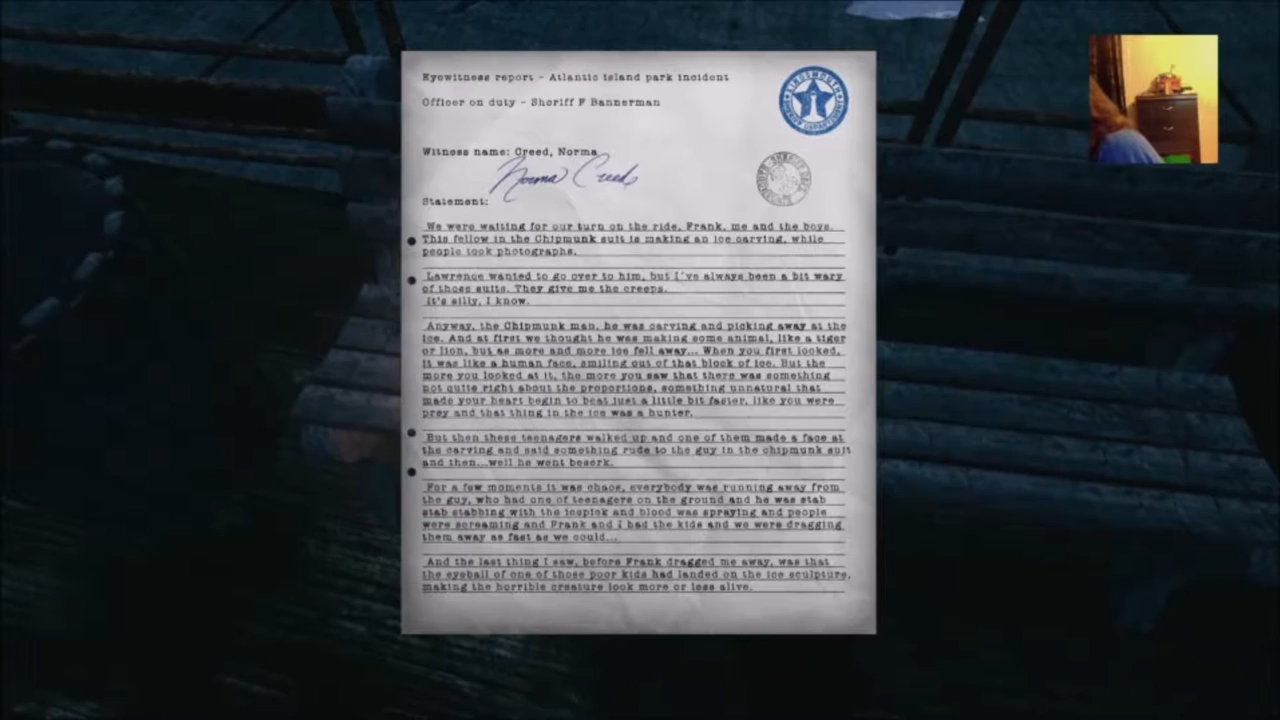 Eyewitness report - Atlantic island park incident
Officer on duty - Sheriff F Bannerman
Witness name: Creed, Norma
Norma Creed
Statement:
We were waiting for our turn on the ride, Frank, me and the boys.
This fellow in the Chipmunk suit is making an ice carving, while
people took photographs.
Lawrence wanted to go over to him, but I've always been a bit wary
of those suits. They give me the creeps.
it's silly, I know.
Anyway, the Chipmunk man, he was carving and picking away at the
ice. And at first we thought he was making some animal, like a tiger
or lion, but as more and more ice fell away... When you first looked,
it was like a human face, smiling out of that block of ice. But the
more you looked at it, the more you saw that there was something
not quite right about the proportions, something unnatural that
made your heart begin to beat just a little bit faster, like you were
prey and that thing in the ice was a hunter.
But then these teenagers walked up and one of them made a face at
the carving and said something rude to the guy in the chipmunk suit
and then...well he went beserk.
For a few moments it was chaos, everybody was running away from
the guy, who had one of teenagers on the ground and he was stab
stab stabbing with the icepick and blood was spraying and people
were screaming and Frank and I had the kids and we were dragging
them away as fast as we could...
And the last thing I saw, before Frank dragged me away, was that
the eyeball of one of those poor kids had landed on the ice sculpture,
making the horrible creature look more or less alive.